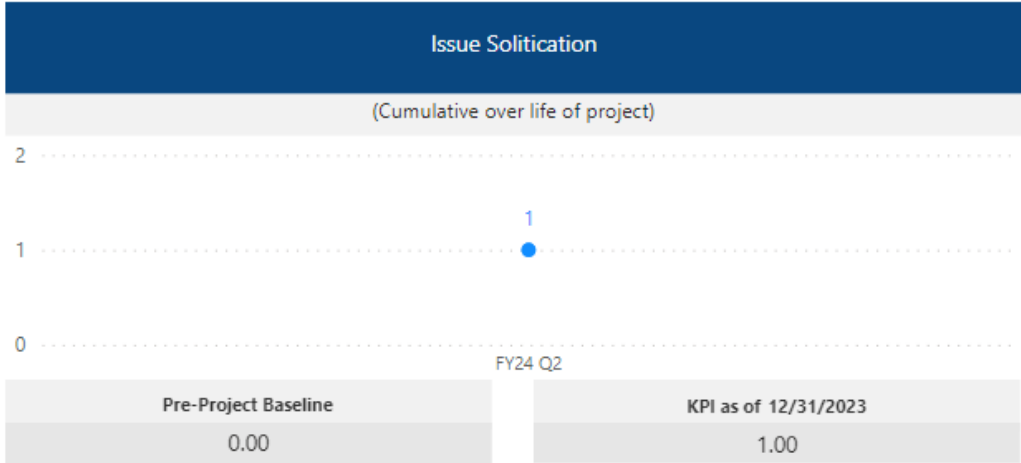 Issue Solitication
(Cumulative over life of project)
2
1
1
0
FY24 Q2
Pre-Project Baseline
KPI as of 12/31/2023
0.00
1.00